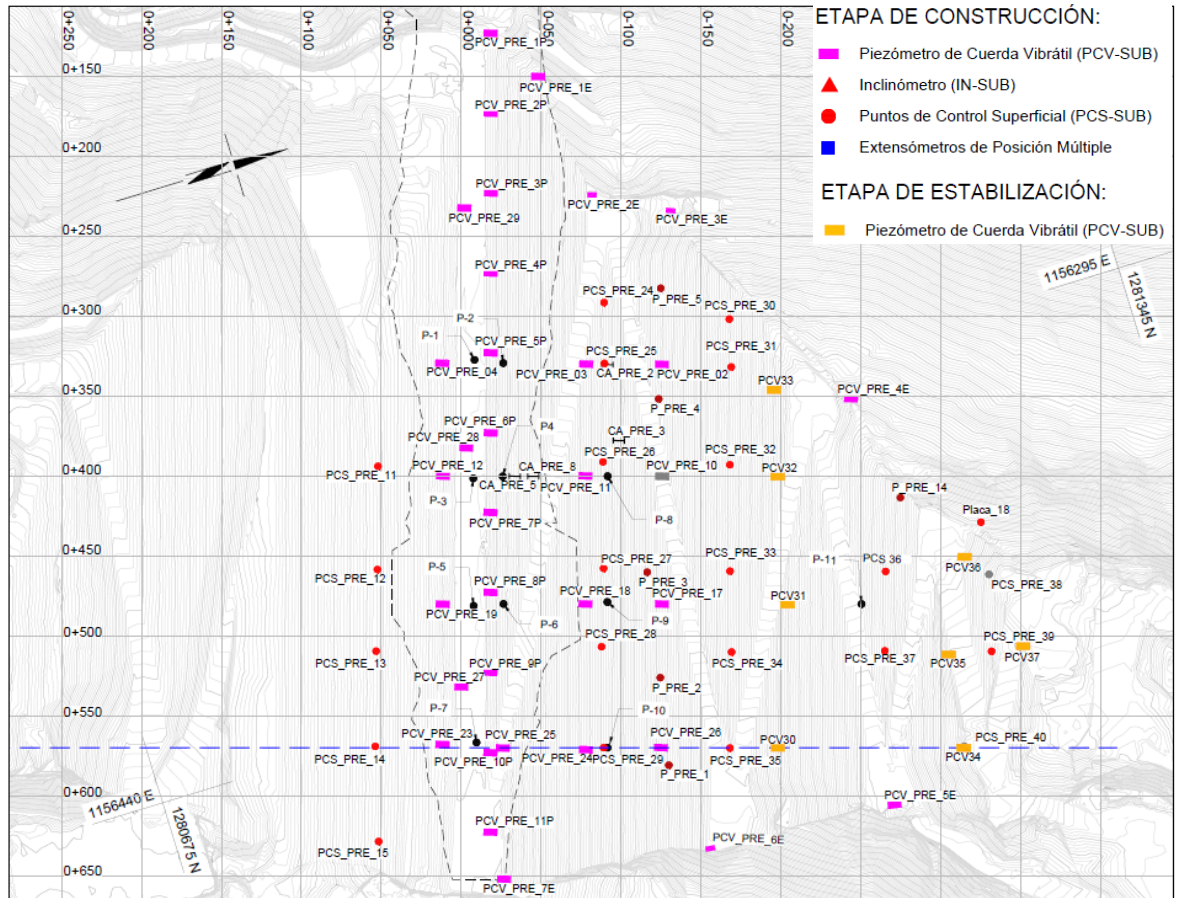 0+250
0+200
0+150
0+100
0+050
0+000
0-050
0-100
0-150
0-200
ETAPA DE CONSTRUCCIÓN:
Piezómetro de Cuerda Vibrátil (PCV-SUB)
Inclinómetro (IN-SUB)
Puntos de Control Superficial (PCS-SUB)
Extensómetros de Posición Múltiple
ETAPA DE ESTABILIZACIÓN:
Piezómetro de Cuerda Vibrátil (PCV-SUB)
PCV_PRE_1P
0+150
PCV_PRE_1E
PCV_PRE_2P
0+200
PCV_PRE_3P
PCV_PRE_29
PCV_PRE_2E
PCV_PRE_3E
0+250
PCV_PRE_4P
1156295 E
1281345 N
PCS_PRE_24
P_PRE_5
PCS_PRE_30
0+300
P-2
P-1
PCV_PRE_5P
PCS_PRE_25
PCS_PRE_31
PCV_PRE_04
PCV_PRE_03
CA_PRE_2
PCV_PRE_02
PCV33
0+350
PCV_PRE_4E
P_PRE_4
PCV_PRE_6P
P4
PCV_PRE_28
CA_PRE_3
PCS_PRE_26
PCS_PRE_32
0+400
PCS_PRE_11
PCV_PRE_12
CA_PRE_8
PCV_PRE_10
PCV32
CA_PRE_5
PCV_PRE_11
P_PRE_14
P-3
P-8
PCV_PRE_7P
Placa_18
0+450
PCS_PRE_12
P-5
PCS_PRE_27
PCS_PRE_33
P-11
PCS 36
PCV36
PCS_PRE_38
PCV_PRE_8P
P_PRE_3
PCV_PRE_18
PCV_PRE_17
PCV31
PCV_PRE_19
P-6
P-9
0+500
PCS_PRE_13
PCS_PRE_28
PCS_PRE_34
PCS_PRE_37
PCS_PRE_39
PCV35
PCV37
PCV_PRE_9P
PCV_PRE_27
P_PRE_2
0+550
P-7
P-10
PCV_PRE_23
PCV_PRE_25
PCV_PRE_26
PCV30
PCS_PRE_40
PCS_PRE_14
PCV_PRE_10P
PCV_PRE_24
PCS_PRE_29
PCS_PRE_35
PCV34
P_PRE_1
0+600
1156440 E
1280675 N
PCV_PRE_5E
PCV_PRE_11P
PCV_PRE_6E
PCS_PRE_15
0+650
PCV_PRE_7E